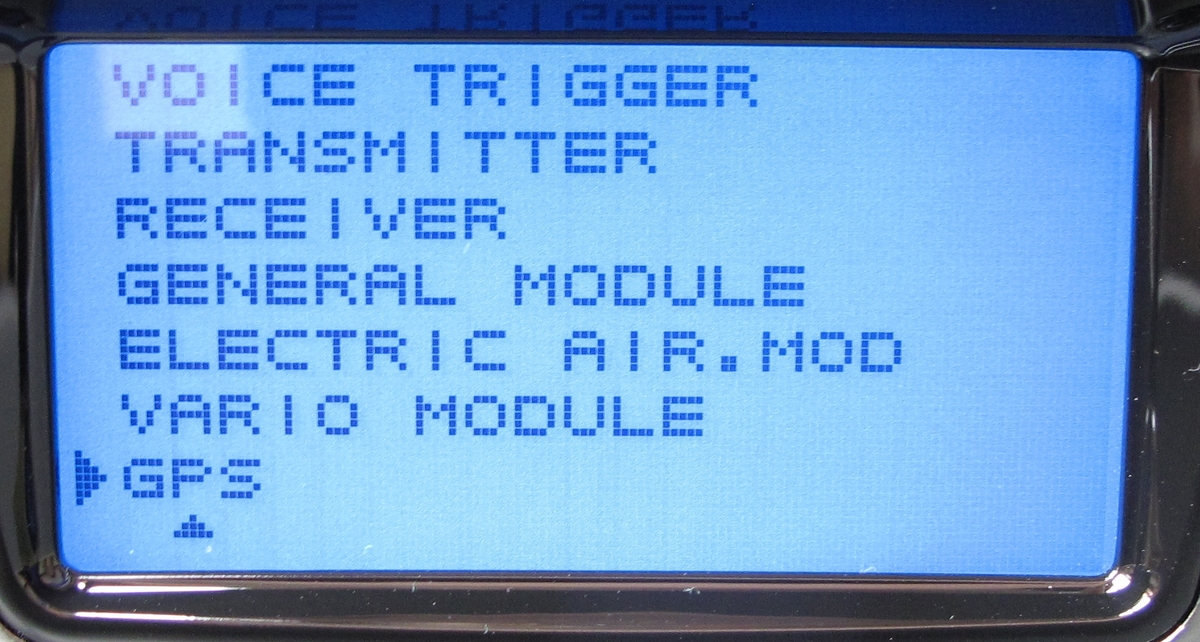 VOICE TRIGGER
TRANSMITTER
RECEIVER
GENERAL MODULE
ELECTRIC AIR.MOD
VARIO MODULE
GPS